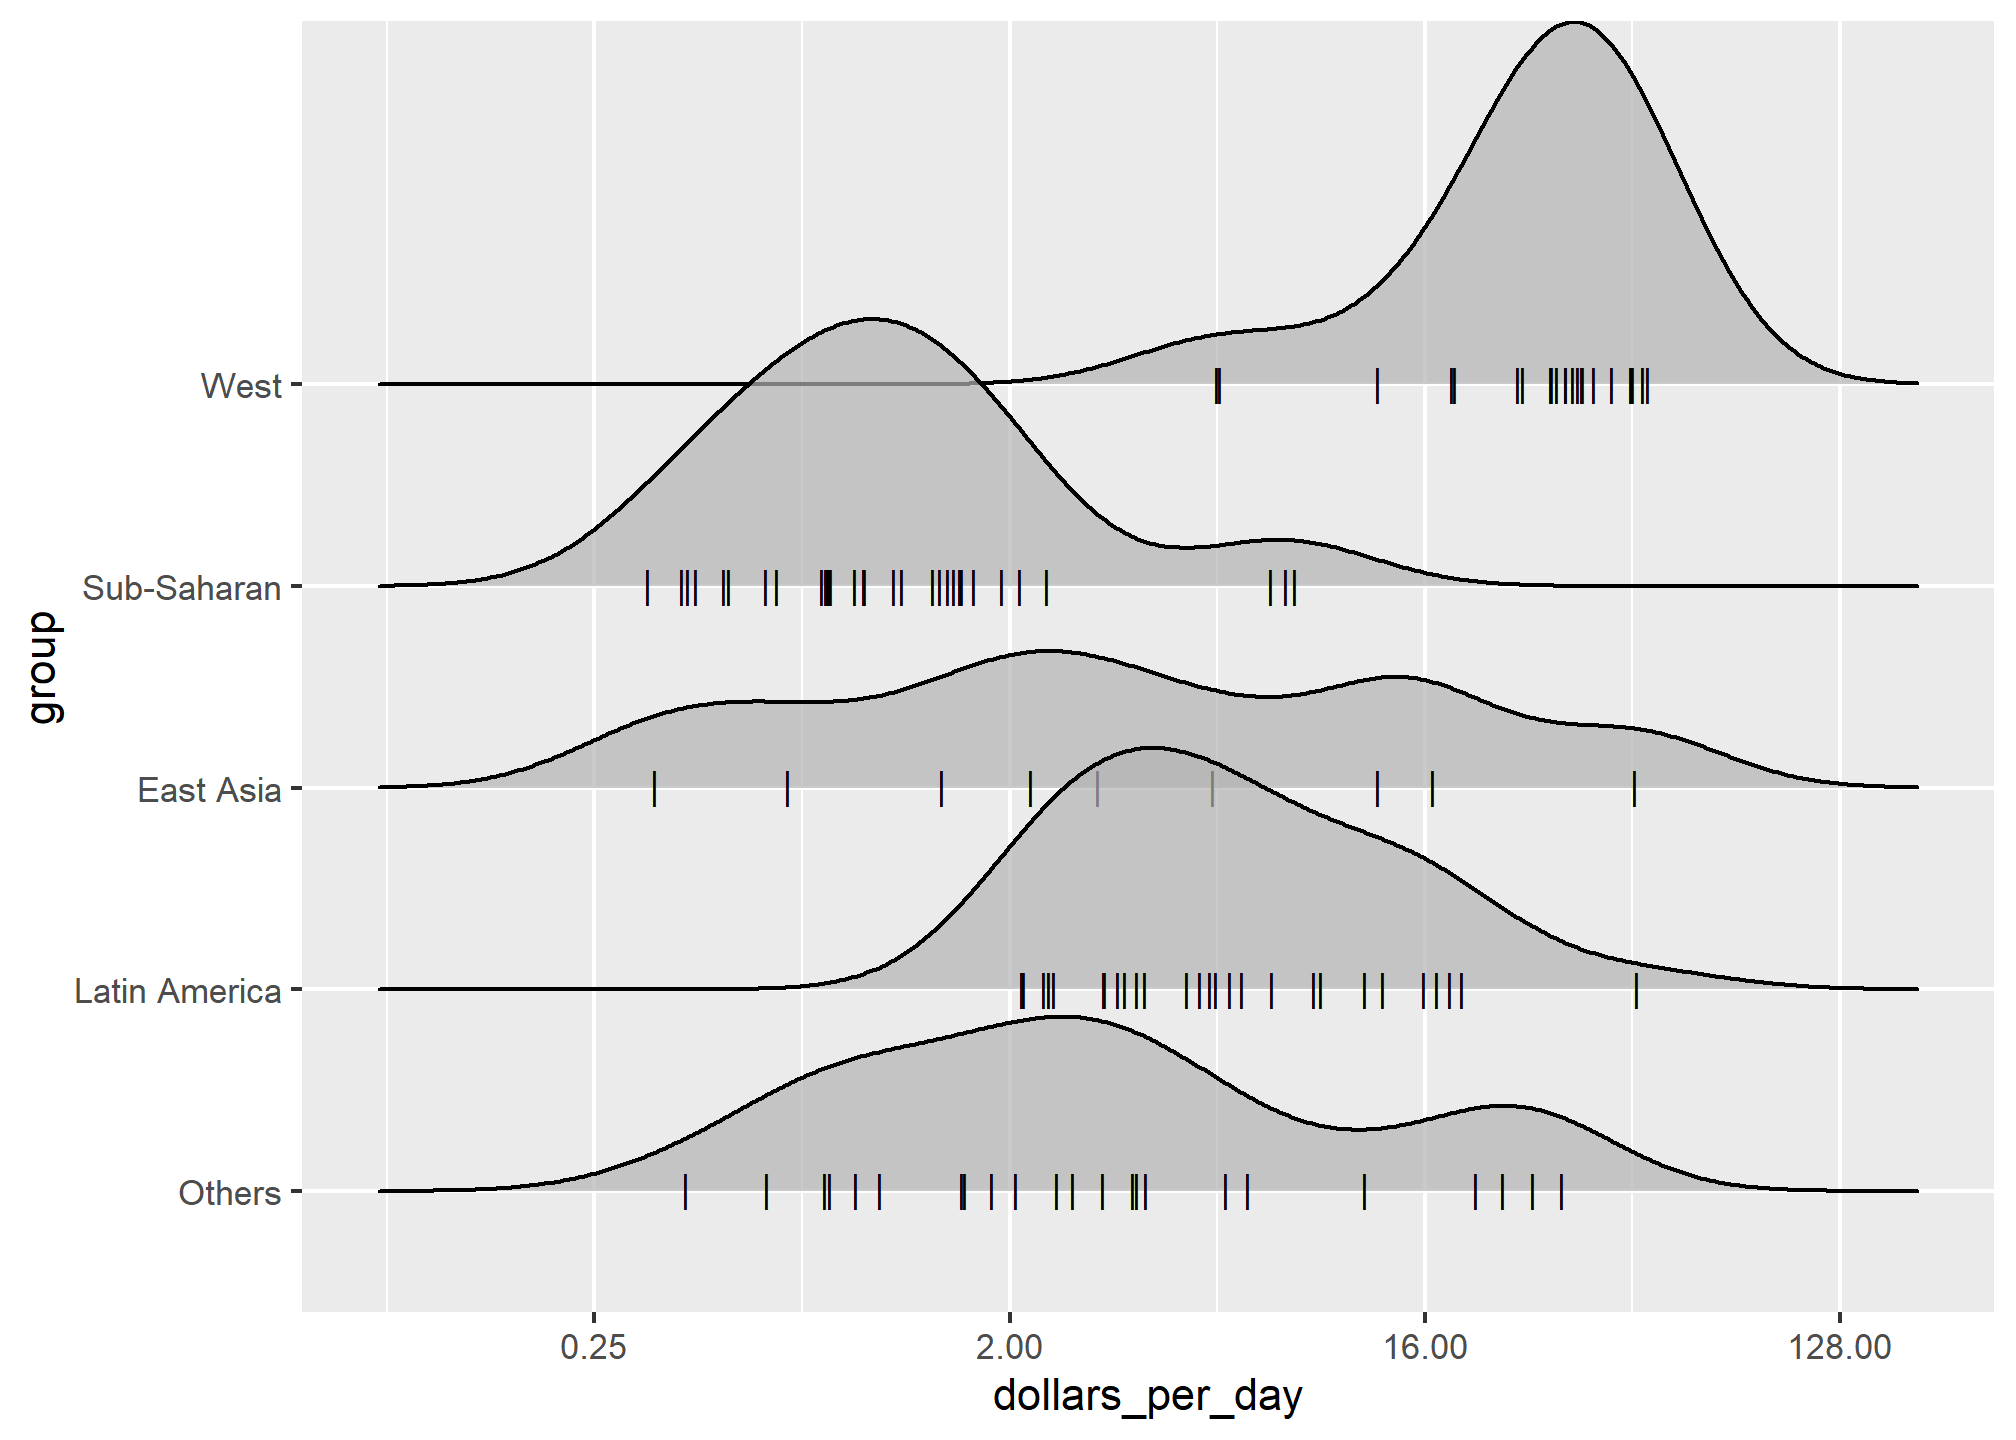 West
Sub-Saharan
East Asia
Latin America
Others
group
0.25
2.00
16.00
128.00
dollars_per_day